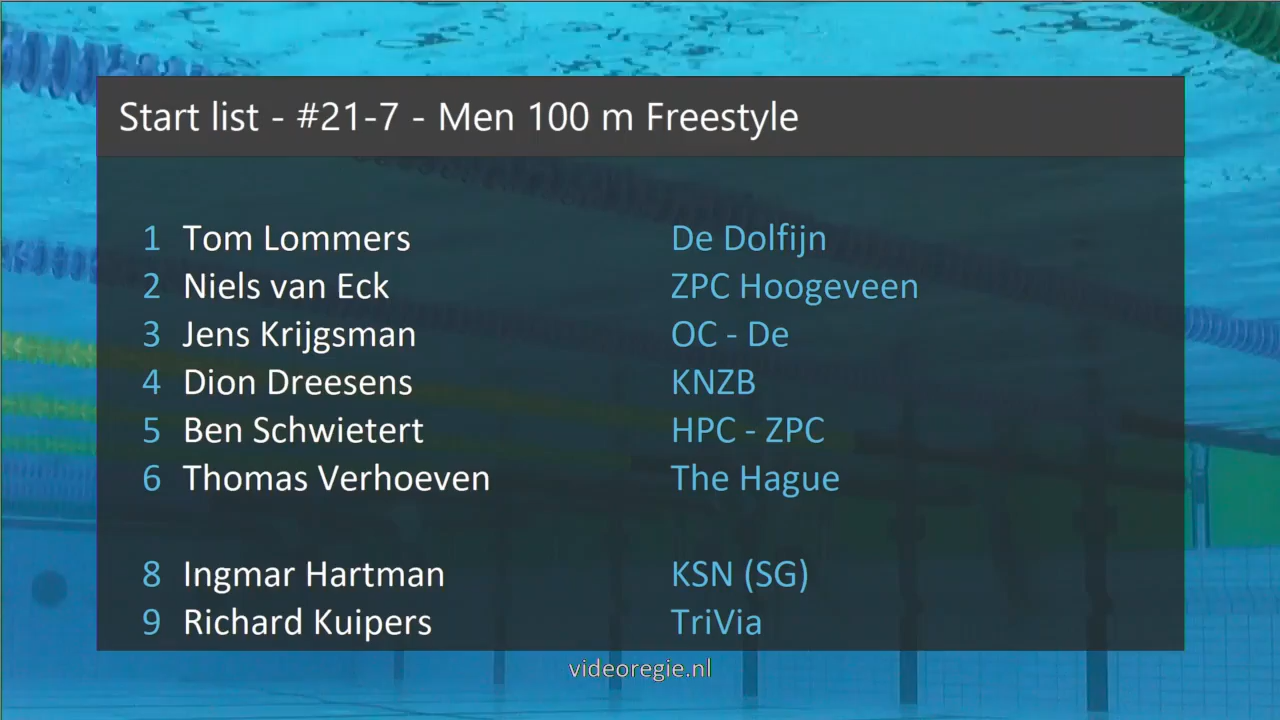 Start list - #21-7 - Men 100 m Freestyle
1 Tom Lommers De Dolfijn
2 Niels van Eck ZPC Hoogeveen
3 Jens Krijgsman OC - De
4 Dion Dreesens KNZB
5 Ben Schwietert HPC - ZPC
6 Thomas Verhoeven The Hague
8 Ingmar Hartman KSN (SG)
9 Richard Kuipers TriVia
videoregie.nl